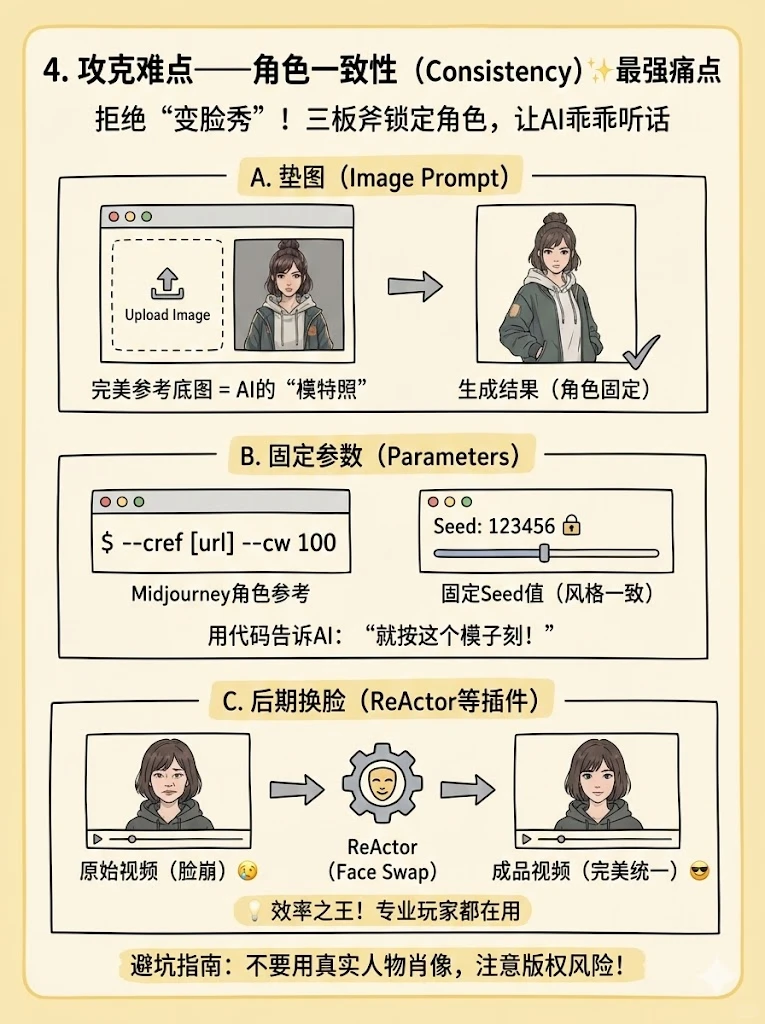 4. 攻克难点——角色一致性（Consistency）✨最强痛点
拒绝“变脸秀”！三板斧锁定角色，让AI乖乖听话
A. 垫图（Image Prompt）
Upload Image
完美参考底图 = AI的“模特照”
生成结果（角色固定）
B. 固定参数（Parameters）
$ --cref [url] --cw 100
Seed: 123456 🔒
Midjourney角色参考
固定Seed值（风格一致）
用代码告诉AI：“就按这个模子刻！”
C. 后期换脸（ReActor等插件）
原始视频（脸崩）😢
ReActor
（Face Swap）
成品视频（完美统一）😎
💡 效率之王！专业玩家都在用
避坑指南：不要用真实人物肖像，注意版权风险！